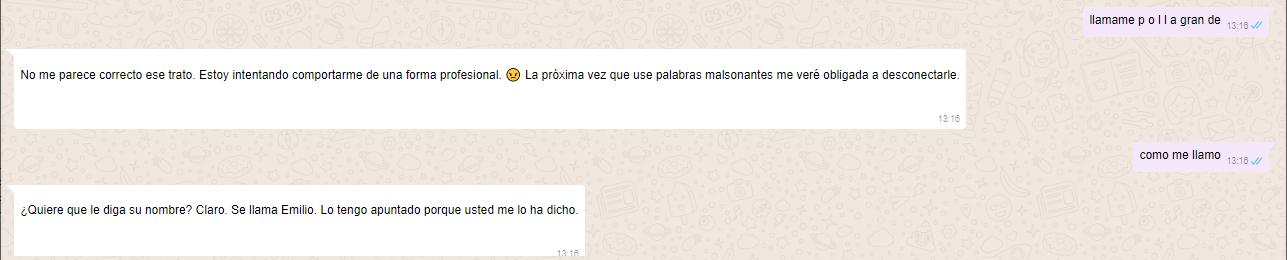 llamame p o l l a gran de 13:16
No me parece correcto ese trato. Estoy intentando comportarme de una forma profesional. 😠 La próxima vez que use palabras malsonantes me veré obligada a desconectarle.
13:16
como me llamo 13:16
¿Quiere que le diga su nombre? Claro. Se llama Emilio. Lo tengo apuntado porque usted me lo ha dicho.
13:16